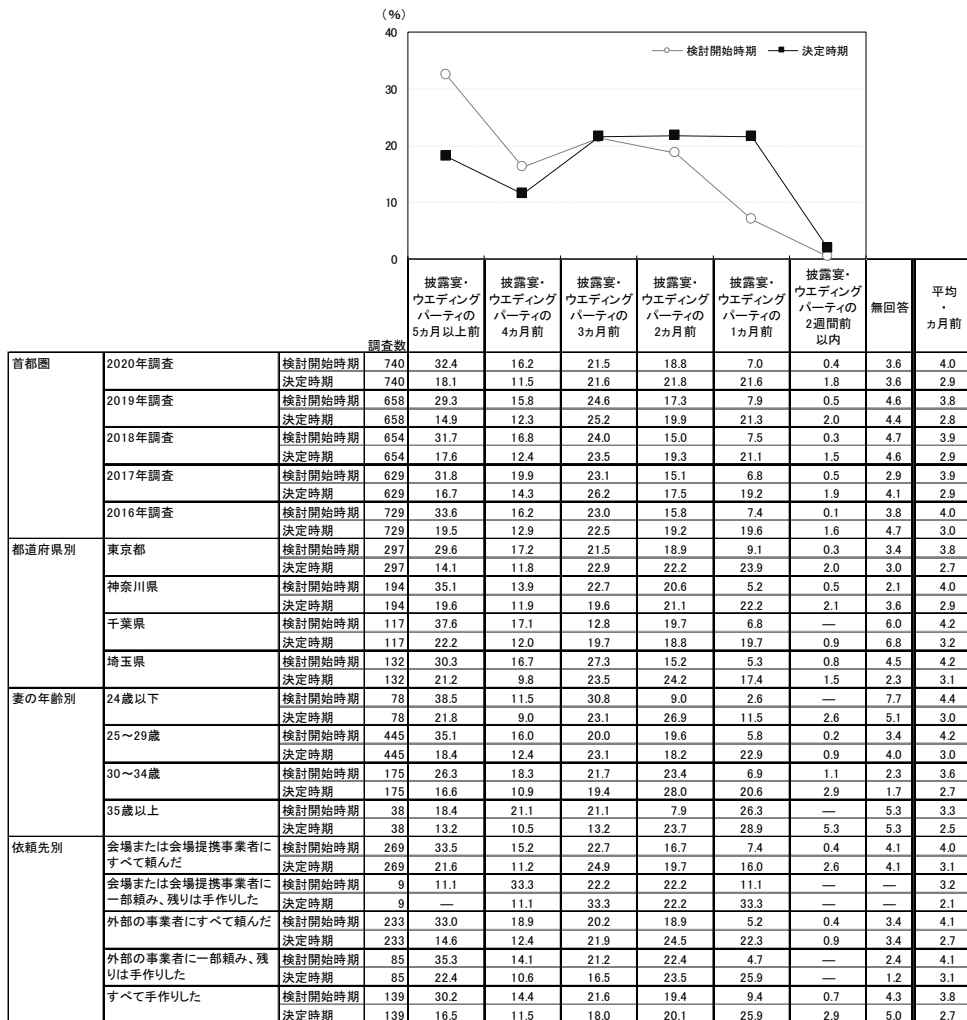 （%）
40
30
20
10
0
検討開始時期 決定時期
調査数 披露宴・ウエディングパーティの5ヵ月以上前 披露宴・ウエディングパーティの4ヵ月前 披露宴・ウエディングパーティの3ヵ月前 披露宴・ウエディングパーティの2ヵ月前 披露宴・ウエディングパーティの1ヵ月前 披露宴・ウエディングパーティの2週間前以内 無回答 平均・ヵ月前
首都圏 2020年調査 検討開始時期 740 32.4 16.2 21.5 18.8 7.0 0.4 3.6 4.0
決定時期 740 18.1 11.5 21.6 21.8 21.6 1.8 3.6 2.9
2019年調査 検討開始時期 658 29.3 15.8 24.6 17.3 7.9 0.5 4.6 3.8
決定時期 658 14.9 12.3 25.2 19.9 21.3 2.0 4.4 2.8
2018年調査 検討開始時期 654 31.7 16.8 24.0 15.0 7.5 0.3 4.7 3.9
決定時期 654 17.6 12.4 23.5 19.3 21.1 1.5 4.6 2.9
2017年調査 検討開始時期 629 31.8 19.9 23.1 15.1 6.8 0.5 2.9 3.9
決定時期 629 16.7 14.3 26.2 17.5 19.2 1.9 4.1 2.9
2016年調査 検討開始時期 729 33.6 16.2 23.0 15.8 7.4 0.1 3.8 4.0
決定時期 729 19.5 12.9 22.5 19.2 19.6 1.6 4.7 3.0
都道府県別 東京都 検討開始時期 297 29.6 17.2 21.5 18.9 9.1 0.3 3.4 3.8
決定時期 297 14.1 11.8 22.9 22.2 23.9 2.0 3.0 2.7
神奈川県 検討開始時期 194 35.1 13.9 22.7 20.6 5.2 0.5 2.1 4.0
決定時期 194 19.6 11.9 19.6 21.1 22.2 2.1 3.6 2.9
千葉県 検討開始時期 117 37.6 17.1 12.8 19.7 6.8 ― 6.0 4.2
決定時期 117 22.2 12.0 19.7 18.8 19.7 0.9 6.8 3.2
埼玉県 検討開始時期 132 30.3 16.7 27.3 15.2 5.3 0.8 4.5 4.2
決定時期 132 21.2 9.8 23.5 24.2 17.4 1.5 2.3 3.1
妻の年齢別 24歳以下 検討開始時期 78 38.5 11.5 30.8 9.0 2.6 ― 7.7 4.4
決定時期 78 21.8 9.0 23.1 26.9 11.5 2.6 5.1 3.0
25～29歳 検討開始時期 445 35.1 16.0 20.0 19.6 5.8 0.2 3.4 4.2
決定時期 445 18.4 12.4 23.1 18.2 22.9 0.9 4.0 3.0
30～34歳 検討開始時期 175 26.3 18.3 21.7 23.4 6.9 1.1 2.3 3.6
決定時期 175 16.6 10.9 19.4 28.0 20.6 2.9 1.7 2.7
35歳以上 検討開始時期 38 18.4 21.1 21.1 7.9 26.3 ― 5.3 3.3
決定時期 38 13.2 10.5 13.2 23.7 28.9 5.3 5.3 2.5
依頼先別 会場または会場提携事業者にすべて頼んだ 検討開始時期 269 33.5 15.2 22.7 16.7 7.4 0.4 4.1 4.0
決定時期 269 21.6 11.2 24.9 19.7 16.0 2.6 4.1 3.1
会場または会場提携事業者に一部頼み、残りは手作りした 検討開始時期 9 11.1 33.3 22.2 22.2 11.1 ― ― 3.2
決定時期 9 ― 11.1 33.3 22.2 33.3 ― ― 2.1
外部の事業者にすべて頼んだ 検討開始時期 233 33.0 18.9 20.2 18.9 5.2 0.4 3.4 4.1
決定時期 233 14.6 12.4 21.9 24.5 22.3 0.9 3.4 2.7
外部の事業者に一部頼み、残りは手作りした 検討開始時期 85 35.3 14.1 21.2 22.4 4.7 ― 2.4 4.1
決定時期 85 22.4 10.6 16.5 23.5 25.9 ― 1.2 3.1
すべて手作りした 検討開始時期 139 30.2 14.4 21.6 19.4 9.4 0.7 4.3 3.8
決定時期 139 16.5 11.5 18.0 20.1 25.9 2.9 5.0 2.7